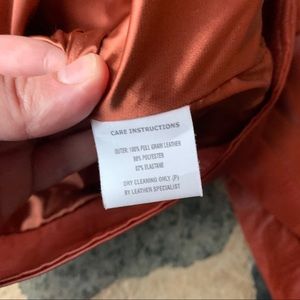 CARE INSTRUCTIONS
OUTER: 100% FULL GRAIN LEATHER
98% POLYESTER
02% ELASTANE
DRY CLEANING ONLY (P)
BY LEATHER SPECIALIST